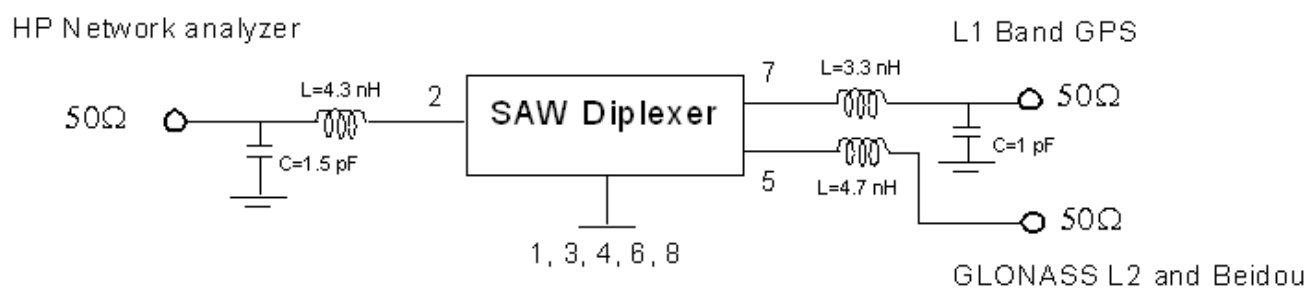 HP Network analyzer
L1 Band GPS
L=4.3 nH
2
SAW Diplexer
7
L=3.3 nH
50Ω
50Ω
C=1.5 pF
C=1 pF
5
L=4.7 nH
50Ω
1, 3, 4, 6, 8
GLONASS L2 and Beidou